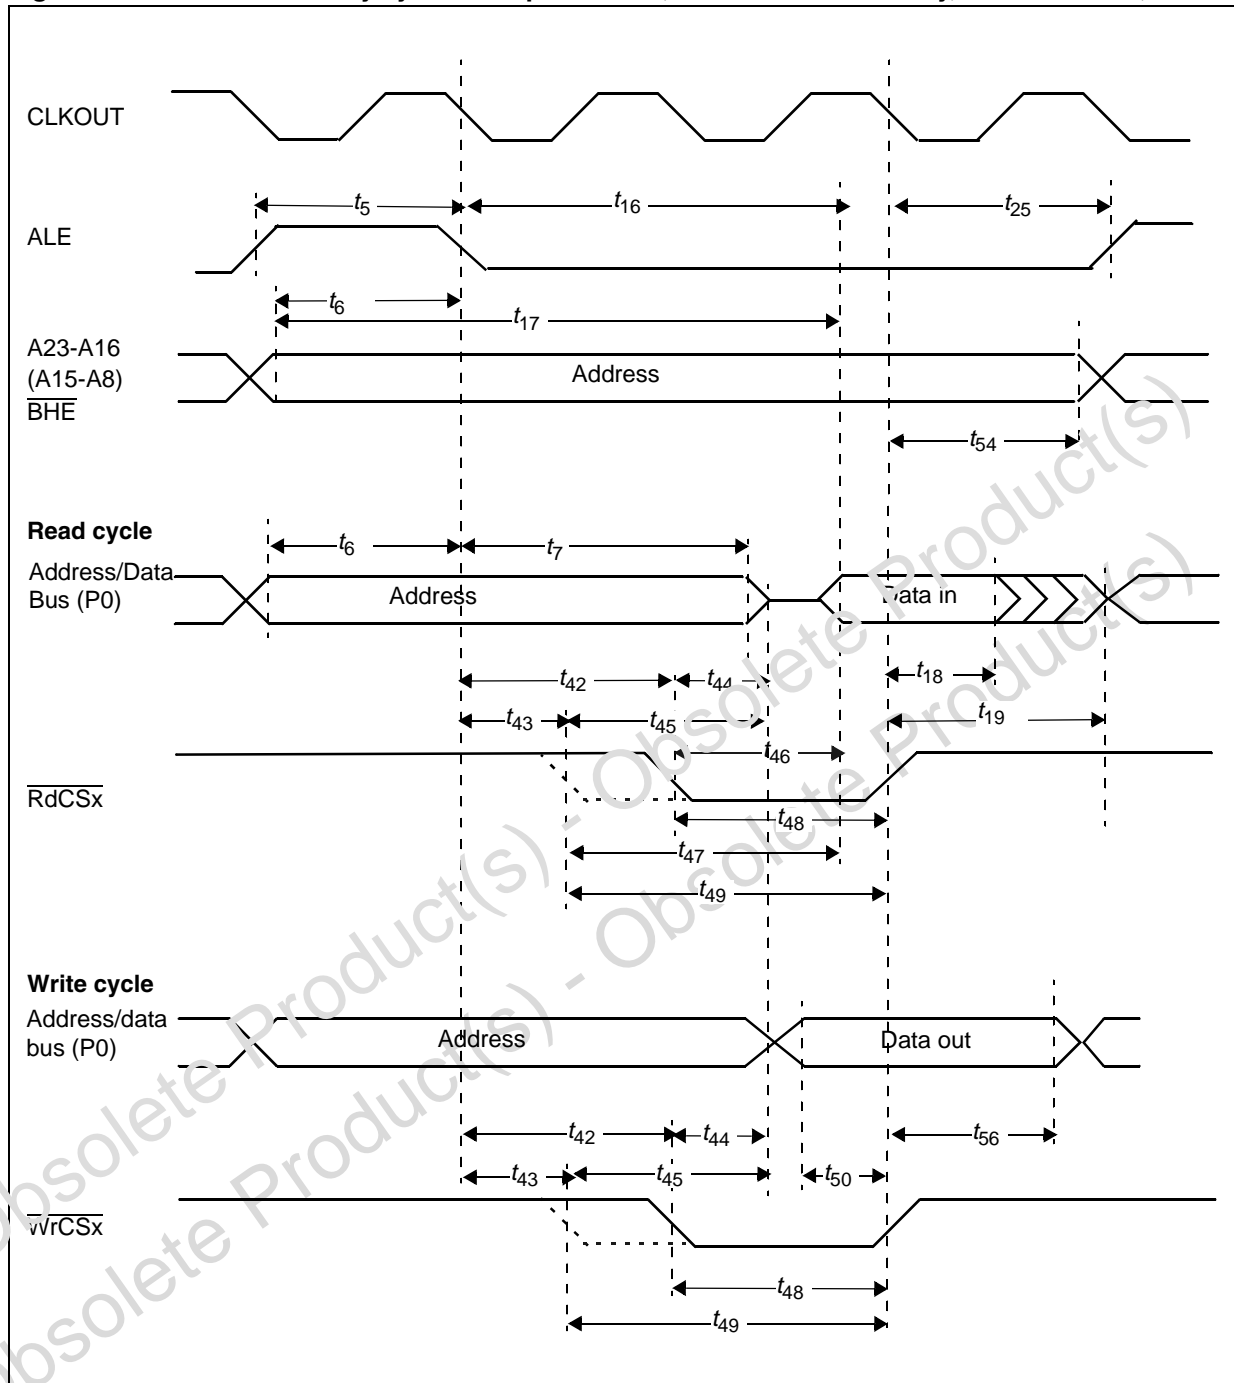 CLKOUT
t5
t16
t25
ALE
t6
t17
A23-A16
(A15-A8)
BHE
Address
t54
Read cycle
t6
t7
Address/Data
Bus (P0)
Address
Data in
t42
t44
t18
t43
t45
t19
t46
RdCSx
t48
t47
t49
Write cycle
Address/data
bus (P0)
Address
Data out
t42
t44
t56
t43
t45
t50
WrCSx
t48
t49
Obsolete Product(s) - Obsolete Product(s)
Obsolete Product(s) - Obsolete Product(s)